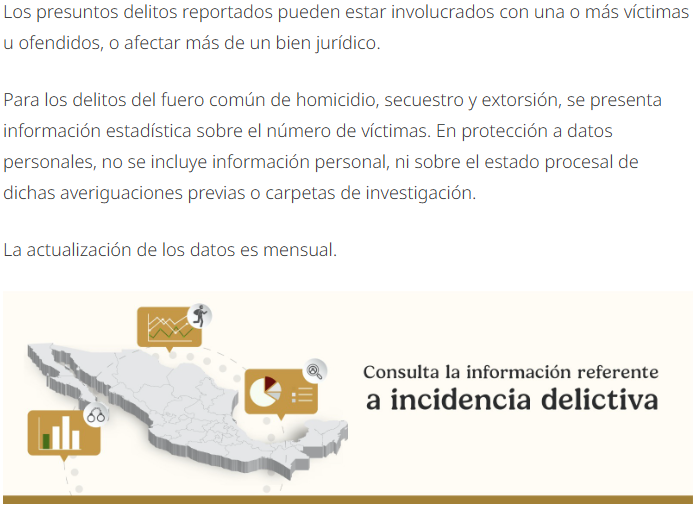 Los presuntos delitos reportados pueden estar involucrados con una o más víctimas
u ofendidos, o afectar más de un bien jurídico.
Para los delitos del fuero común de homicidio, secuestro y extorsión, se presenta
información estadística sobre el número de víctimas. En protección a datos
personales, no se incluye información personal, ni sobre el estado procesal de
dichas averiguaciones previas o carpetas de investigación.
La actualización de los datos es mensual.
Consulta la información referente
a incidencia delictiva